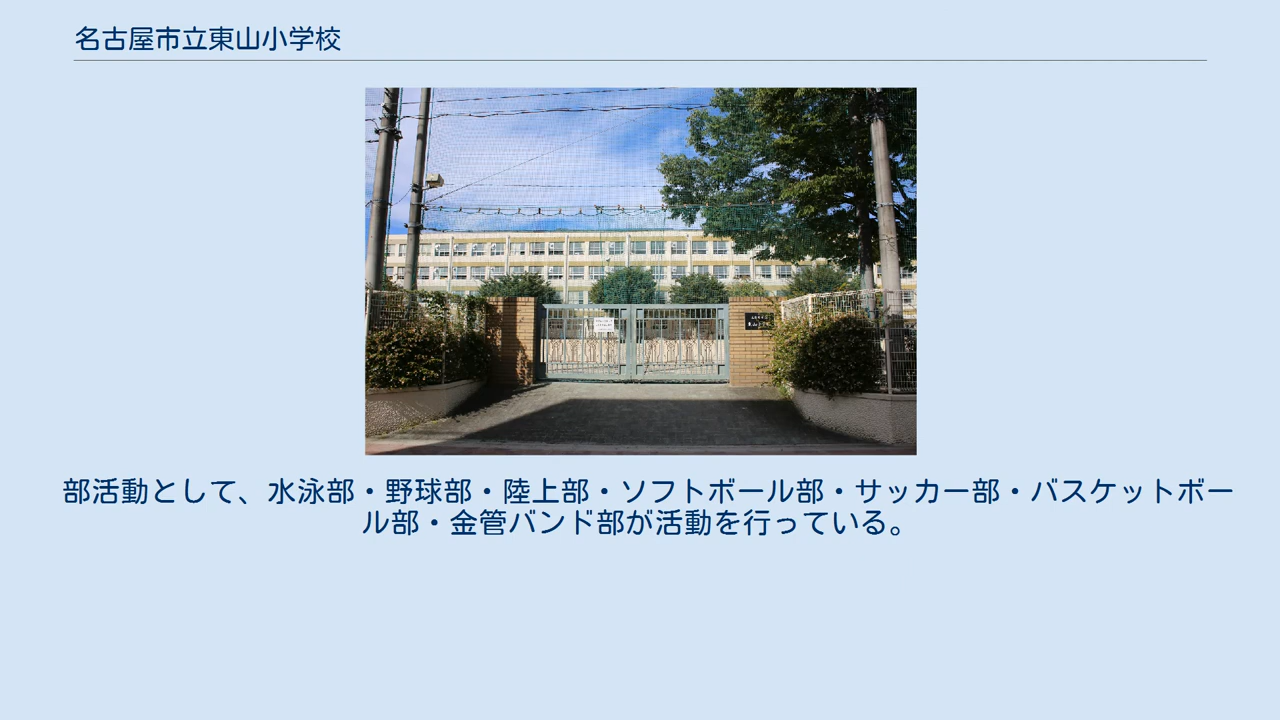 名古屋市立東山小学校
部活動として、水泳部・野球部・陸上部・ソフトボール部・サッカー部・バスケットボー
ル部・金管バンド部が活動を行っている。